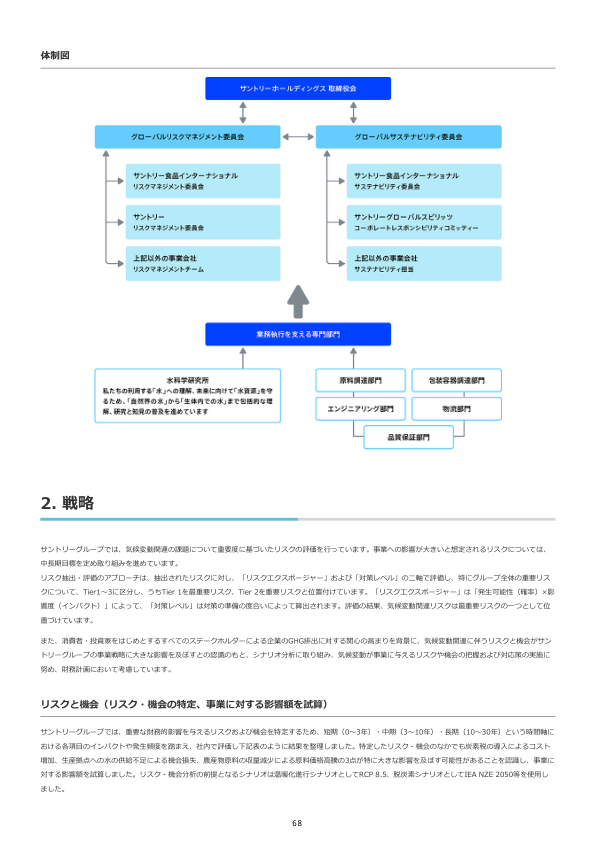 体制図
サントリーホールディングス 取締役会
グローバルリスクマネジメント委員会
グローバルサステナビリティ委員会
サントリー食品インターナショナル
リスクマネジメント委員会
サントリー
リスクマネジメント委員会
上記以外の事業会社
リスクマネジメントチーム
サントリー食品インターナショナル
サステナビリティ委員会
サントリーグローバルスピリッツ
コーポレートレスポンシビリティコミッティー
上記以外の事業会社
サステナビリティ担当
業務執行を支える専門部門
水科学研究所
私たちの利用する「水」への理解、未来に向けて「水資源」を守
るため、「自然界の水」から「生体内での水」まで包括的な理
解、研究と知見の普及を進めています
原料調達部門
包装容器調達部門
エンジニアリング部門
物流部門
品質保証部門
2. 戦略
サントリーグループでは、気候変動関連の課題について重要度に基づいたリスクの評価を行っています。事業への影響が大きいと想定されるリスクについては、
中長期目標を定め取り組みを進めています。
リスク抽出・評価のアプローチは、抽出されたリスクに対し、「リスクエクスポージャー」および「対策レベル」の二軸で評価し、特にグループ全体の重要リス
クについて、Tier1~3に区分し、うちTier 1を最重要リスク、Tier 2を重要リスクと位置付けています。「リスクエクスポージャー」は「発生可能性（確率）×影
響度（インパクト）」によって、「対策レベル」は対策の準備の度合いによって算出されます。評価の結果、気候変動関連リスクは最重要リスクの一つとして位
置づけています。
また、消費者・投資家をはじめとするすべてのステークホルダーによる企業のGHG排出に対する関心の高まりを背景に、気候変動関連に伴うリスクと機会がサン
トリーグループの事業戦略に大きな影響を及ぼすとの認識のもと、シナリオ分析に取り組み、気候変動が事業に与えるリスクや機会の把握および対応策の実施に
努め、財務計画において考慮しています。
リスクと機会（リスク・機会の特定、事業に対する影響額を試算）
サントリーグループでは、重要な財務的影響を与えるリスクおよび機会を特定するため、短期（0～3年）・中期（3～10年）・長期（10～30年）という時間軸に
おける各項目のインパクトや発生頻度を踏まえ、社内で評価し下記表のように結果を整理しました。特定したリスク・機会のなかでも炭素税の導入によるコスト
増加、生産拠点への水の供給不足による機会損失、農産物原料の収量減少による原料価格高騰の3点が特に大きな影響を及ぼす可能性があることを認識し、事業に
対する影響額を試算しました。リスク・機会分析の前提となるシナリオは温暖化進行シナリオとしてRCP 8.5、脱炭素シナリオとしてIEA NZE 2050等を使用し
ました。
68